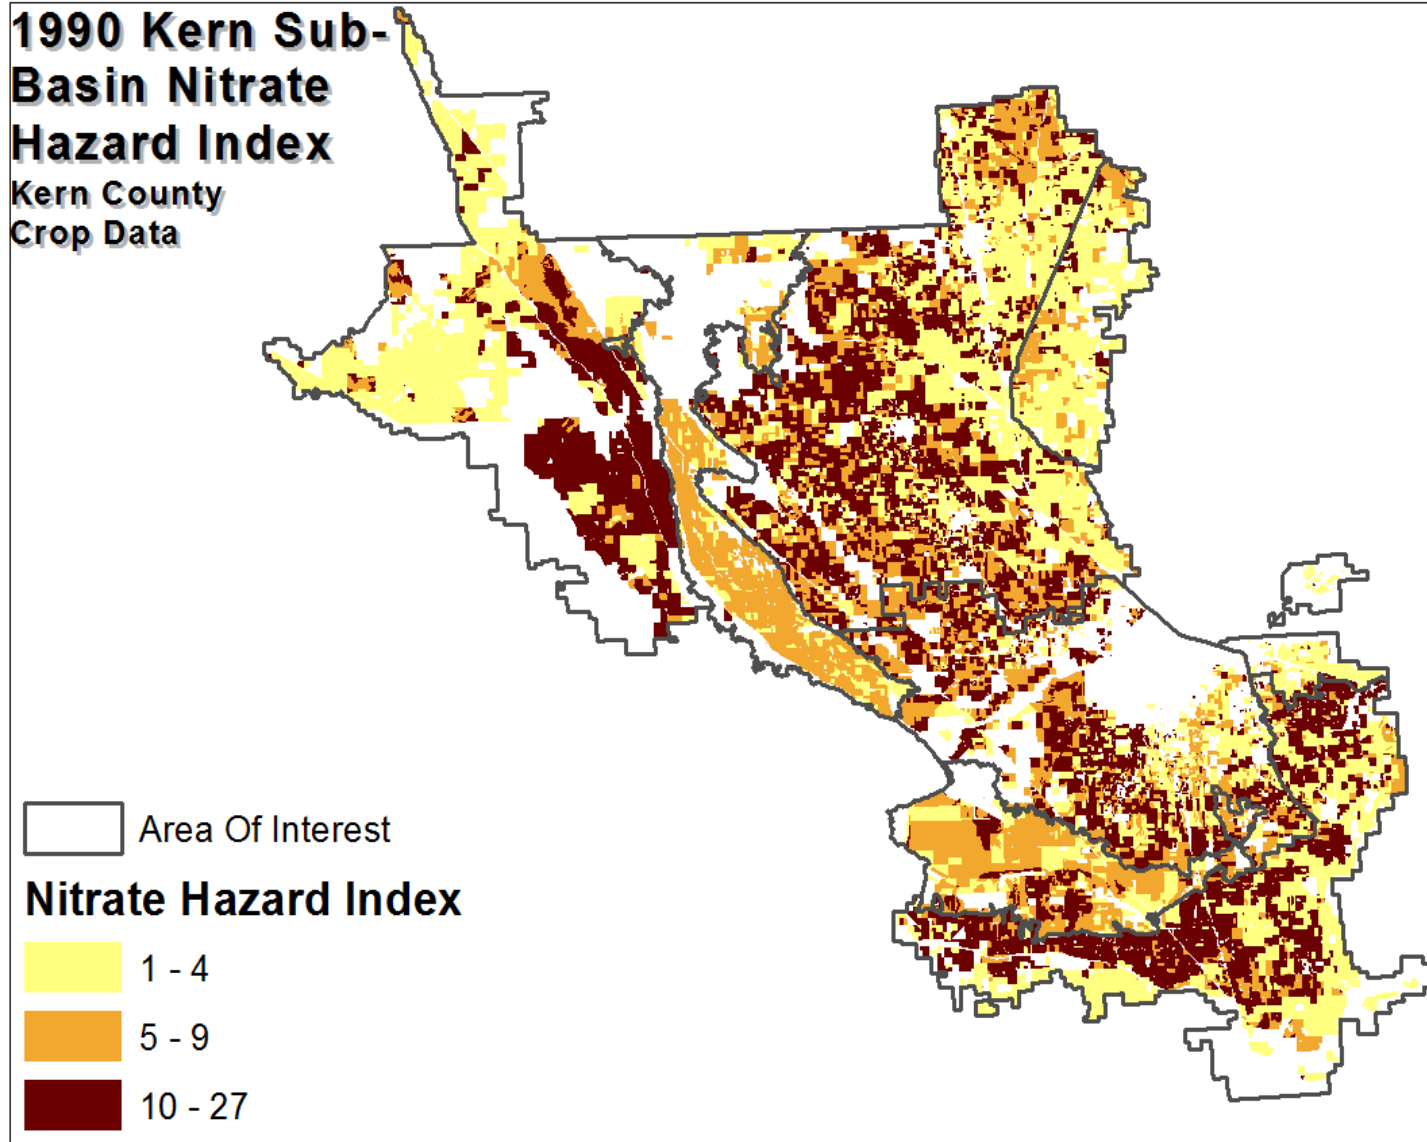 1990 Kern Sub-
Basin Nitrate
Hazard Index
Kern County
Crop Data
Area Of Interest
Nitrate Hazard Index
1 - 4
5 - 9
10 - 27